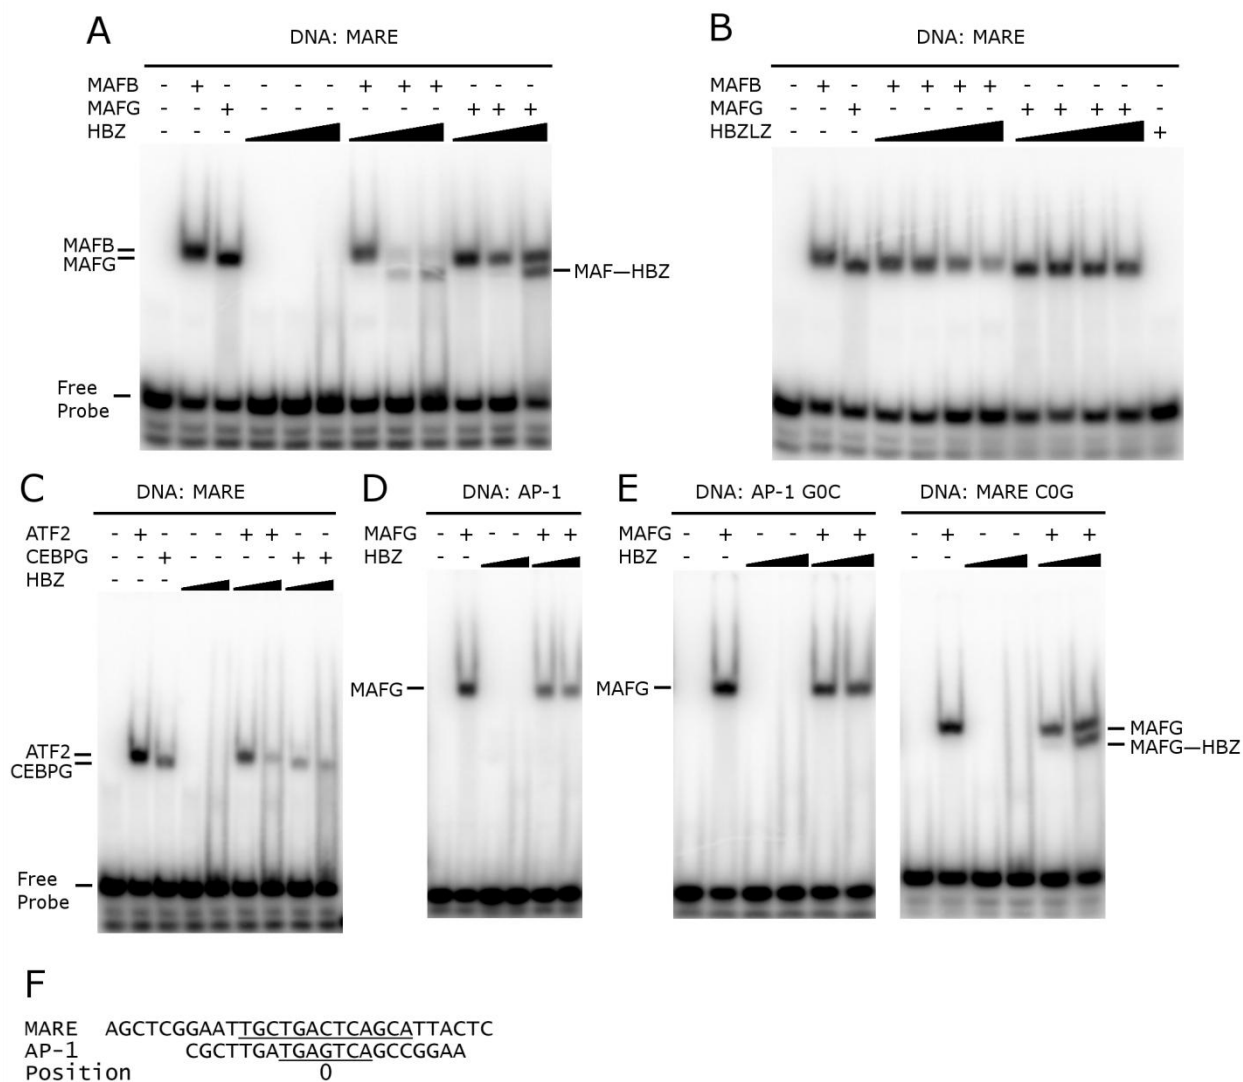 A
DNA: MARE
MAFB - + - - - - + + + - - -
MAFG - - + - - - - - - + + +
HBZ - - -
MAFB
MAFG
MAF—HBZ
Free
Probe
B
DNA: MARE
MAFB - + - + + + + - - - - -
MAFG - - + - - - - + + + + -
HBZLZ - - - +
C
DNA: MARE
ATF2 - + - - - + + - -
CEBPG - - + - - - - + +
HBZ - - -
ATF2
CEBPG
Free
Probe
D
DNA: AP-1
MAFG - + - - + +
HBZ - -
MAFG
E
DNA: AP-1 G0C
DNA: MARE C0G
MAFG - + - - + + - + - - + +
HBZ - - - -
MAFG
MAFG
MAFG—HBZ
F
MARE AGCTCGGAATTGCTGACTCAGCATTACTC
AP-1 CGCTTGATGAGTCAGCCGGAA
Position 0